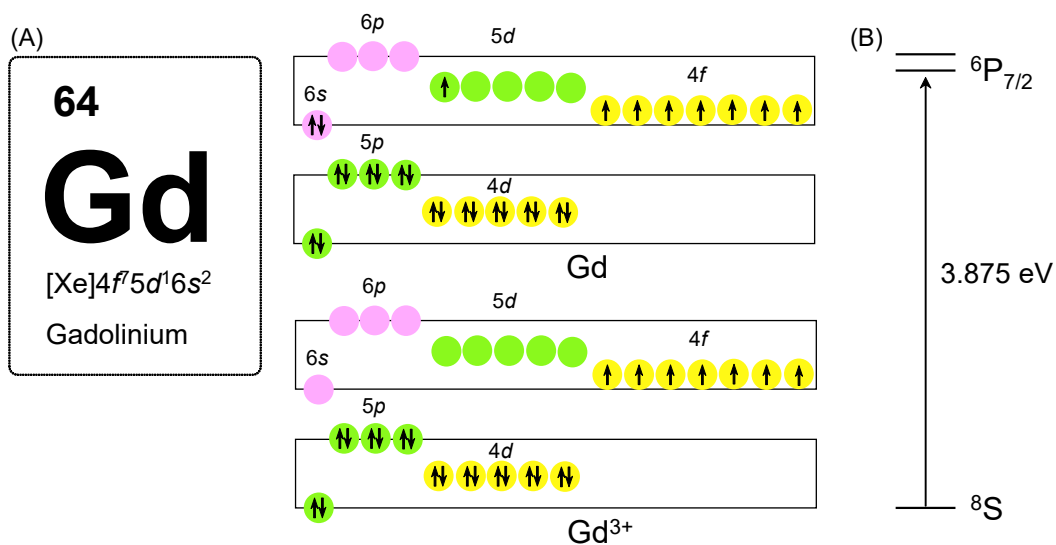 (A)
64
Gd
[Xe]4f⁷5d¹6s²
Gadolinium
6p 5d
6s 4f
5p
4d
Gd
6p 5d
6s 4f
5p
4d
Gd³⁺
(B)
⁶P₇/₂
3.875 eV
⁸S